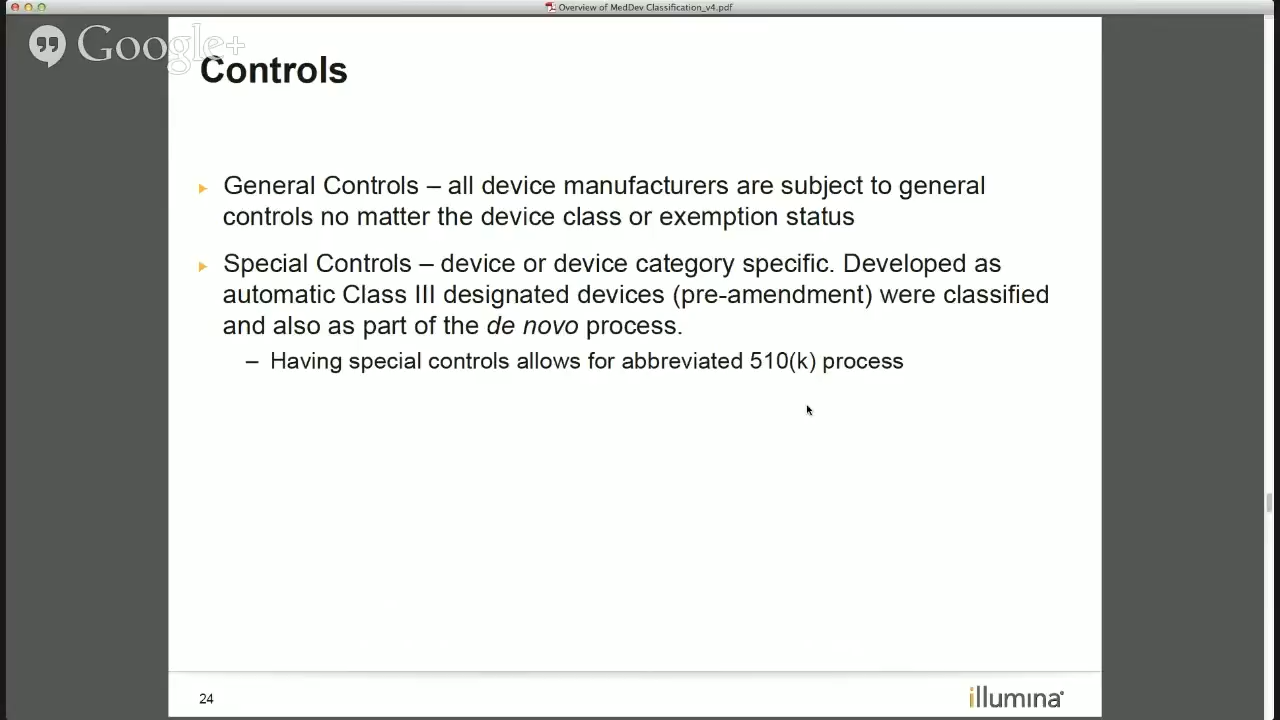 Overview of MedDev Classification_v4.pdf
Google+
Controls
General Controls – all device manufacturers are subject to general
controls no matter the device class or exemption status
Special Controls – device or device category specific. Developed as
automatic Class III designated devices (pre-amendment) were classified
and also as part of the de novo process.
– Having special controls allows for abbreviated 510(k) process
24
illumina